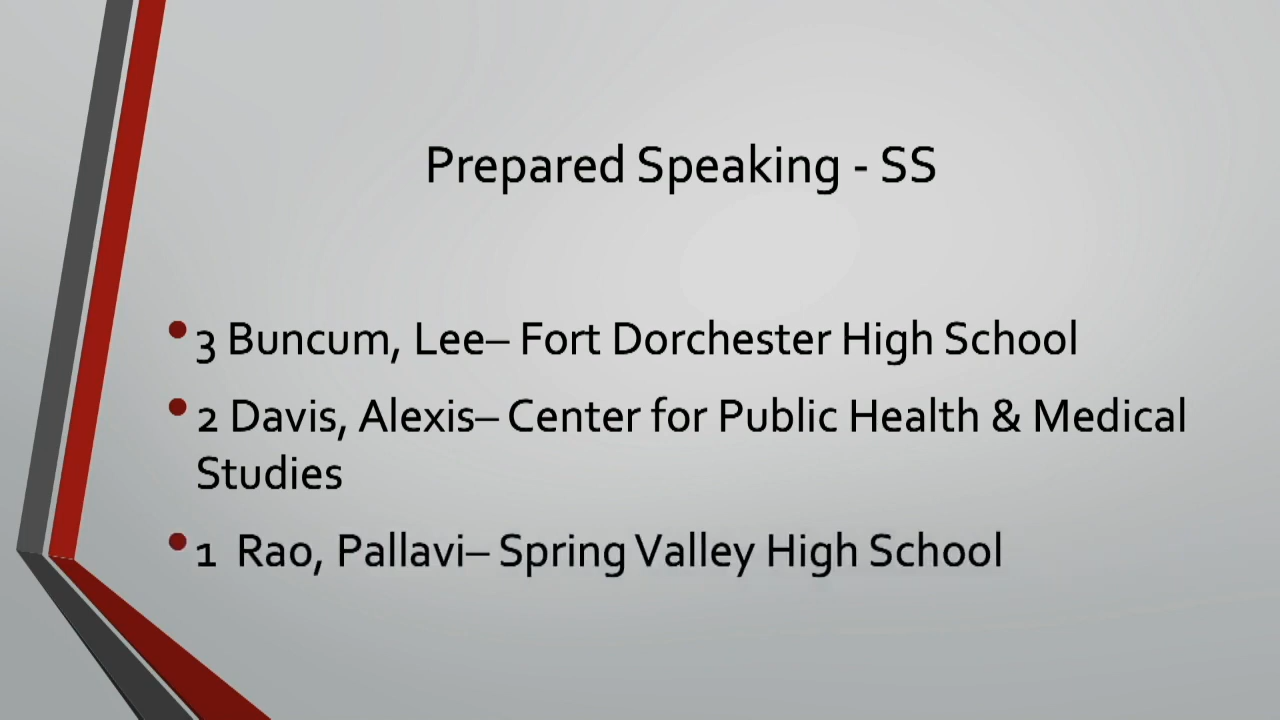 Prepared Speaking - SS
•3 Buncum, Lee– Fort Dorchester High School
•2 Davis, Alexis– Center for Public Health & Medical
Studies
•1  Rao, Pallavi– Spring Valley High School